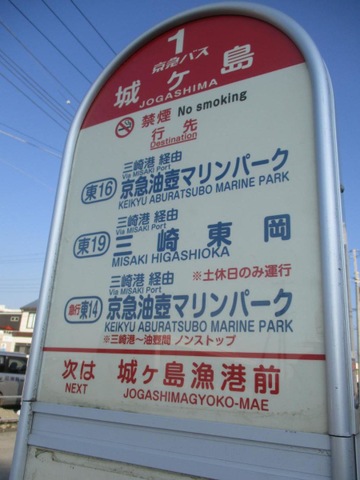 1
京急バス
城ヶ島
JOGASHIMA
禁煙 No smoking
行先
Destination
三崎港 経由
Via MISAKI Port
東16 京急油壺マリンパーク
KEIKYU ABURATSUBO MARINE PARK
三崎港 経由
Via MISAKI Port
東19 三崎東岡
MISAKI HIGASHIOKA
三崎港 経由 ※土休日のみ運行
Via MISAKI Port
急行東14 京急油壺マリンパーク
KEIKYU ABURATSUBO MARINE PARK
※三崎港～油壺間 ノンストップ
次は 城ヶ島漁港前
NEXT JOGASHIMAGYOKO-MAE